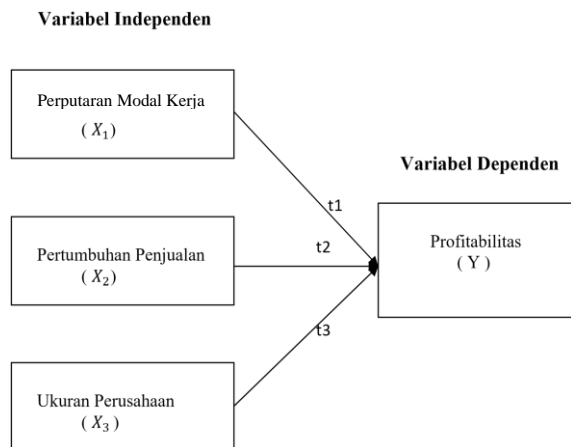 Variabel Independen
Perputaran Modal Kerja
( X₁)
Variabel Dependen
t1
Pertumbuhan Penjualan
( X₂)
t2
Profitabilitas
( Y )
t3
Ukuran Perusahaan
( X₃ )